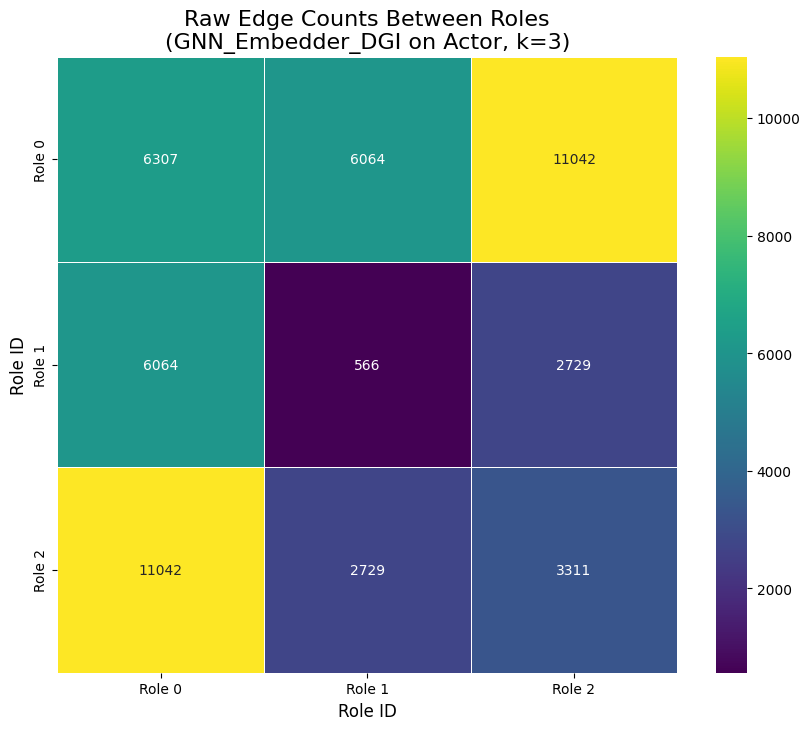 Raw Edge Counts Between Roles
(GNN_Embedder_DGI on Actor, k=3)
Role ID
Role 0
6307 6064 11042
Role 1
6064 566 2729
Role 2
11042 2729 3311
Role 0 Role 1 Role 2
Role ID
10000
8000
6000
4000
2000